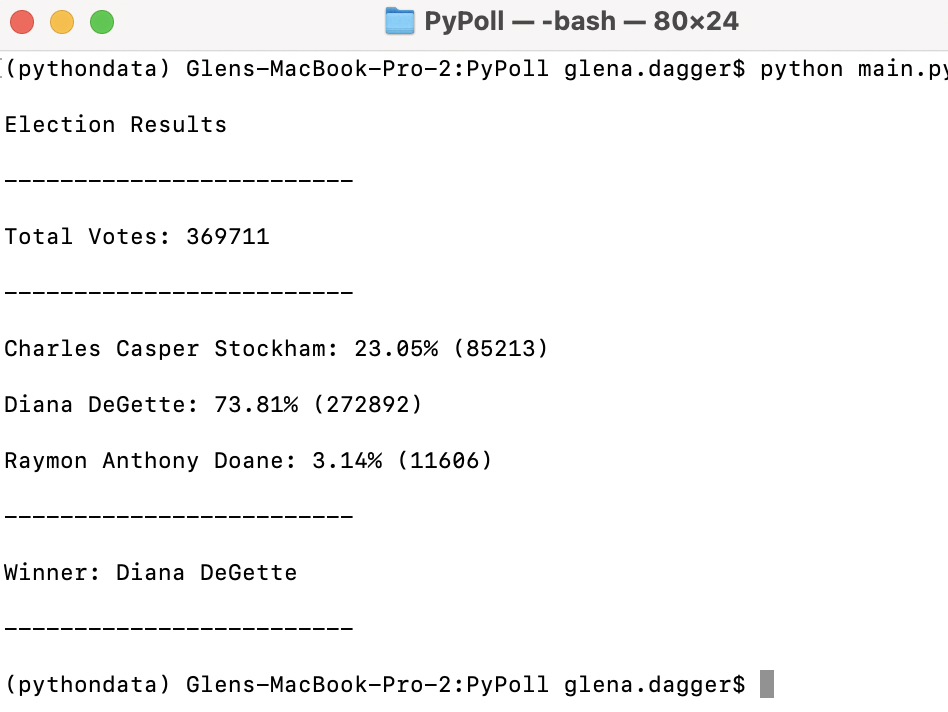 PyPoll — -bash — 80×24
(pythondata) Glens-MacBook-Pro-2:PyPoll glena.dagger$ python main.py
Election Results
-------------------------
Total Votes: 369711
-------------------------
Charles Casper Stockham: 23.05% (85213)
Diana DeGette: 73.81% (272892)
Raymon Anthony Doane: 3.14% (11606)
-------------------------
Winner: Diana DeGette
-------------------------
(pythondata) Glens-MacBook-Pro-2:PyPoll glena.dagger$